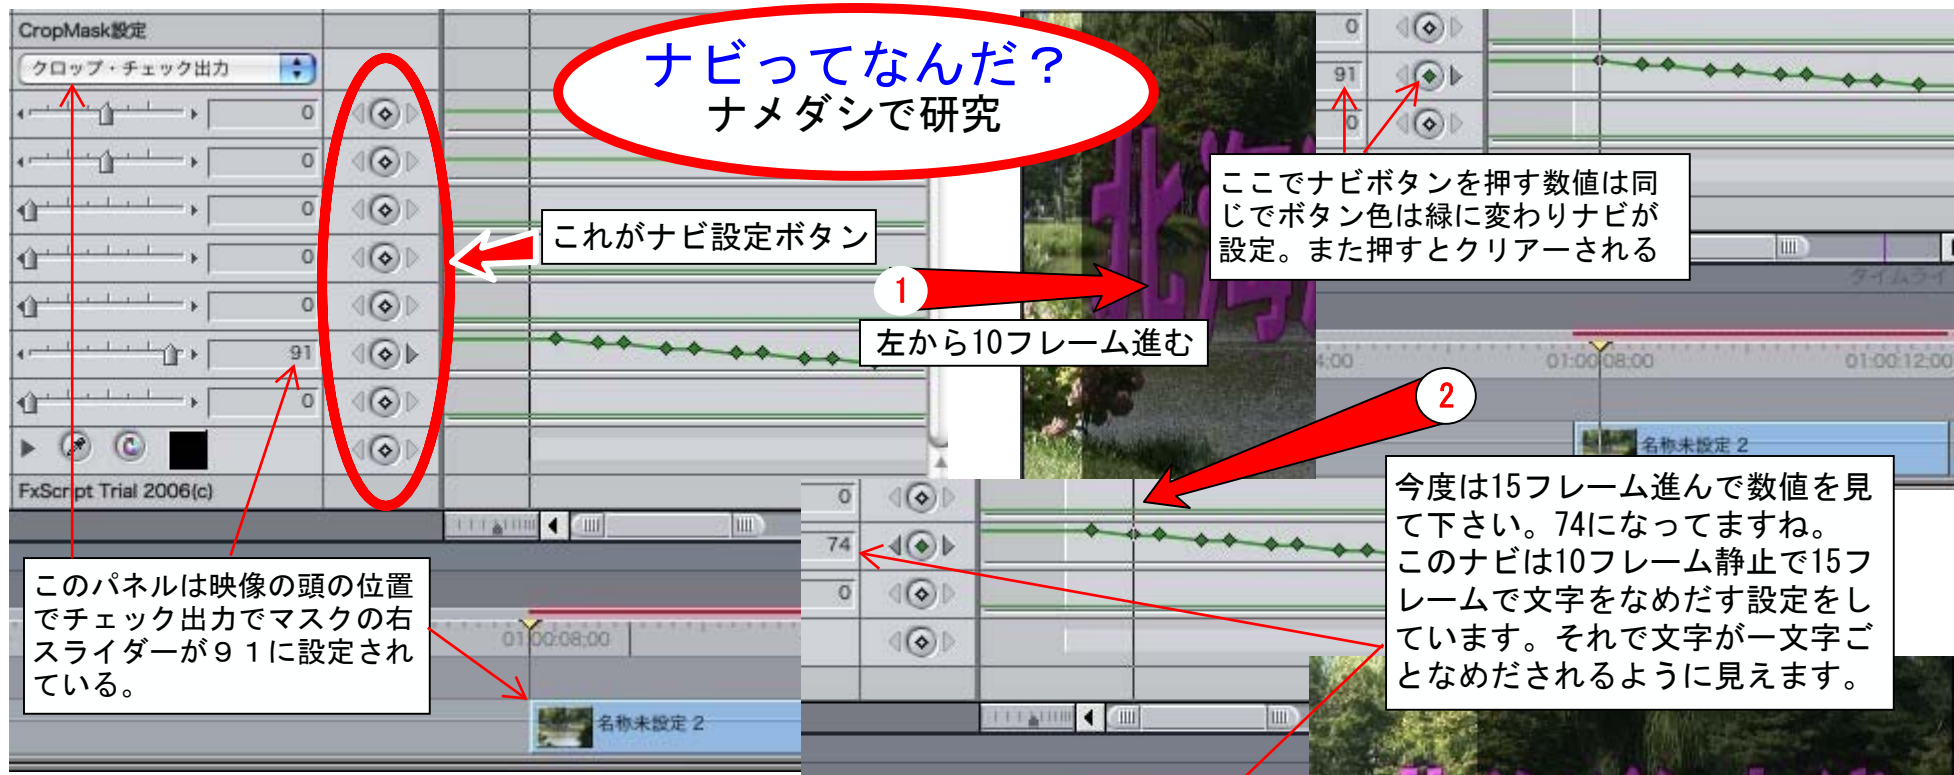 CropMask設定
クロップ・チェック出力
0
0
0
0
0
91
0
FxScript Trial 2006(c)
ナビってなんだ？
ナメダシで研究
これがナビ設定ボタン
このパネルは映像の頭の位置
でチェック出力でマスクの右
スライダーが９１に設定され
ている。
01:00:08;00
名称未設定 2
1
左から10フレーム進む
北海
0
91
0
ここでナビボタンを押す数値は同
じでボタン色は緑に変わりナビが
設定。また押すとクリアーされる
タイムライ
4;00
01:00:08;00
01:00:12;00
名称未設定 2
2
0
74
0
今度は15フレーム進んで数値を見
て下さい。74になってますね。
このナビは10フレーム静止で15フ
レームで文字をなめだす設定をし
ています。それで文字が一文字ご
となめだされるように見えます。